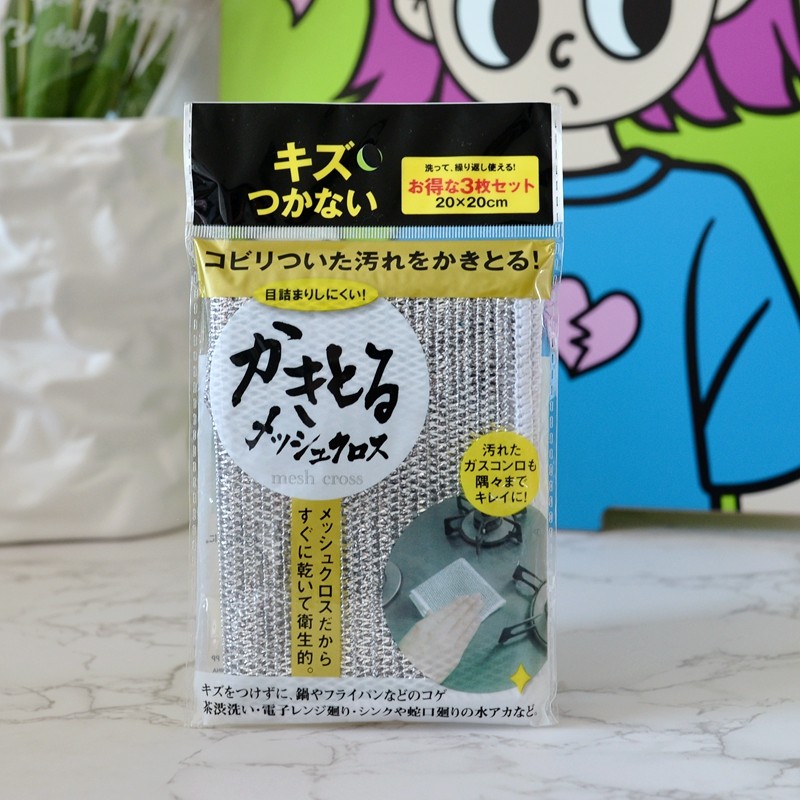 キズ
つかない
洗って、繰り返し使える!
お得な3枚セット
20×20cm
コビリついた汚れをかきとる!
目詰まりしにくい!
かきとる
メッシュクロス
mesh cross
汚れた
ガスコンロも
隅々まで
キレイに!
メッシュクロスだから
すぐに乾いて衛生的。
キズをつけずに、鍋やフライパンなどのコゲ
茶渋洗い・電子レンジ廻り・シンクや蛇口廻りの水アカなど。
day.